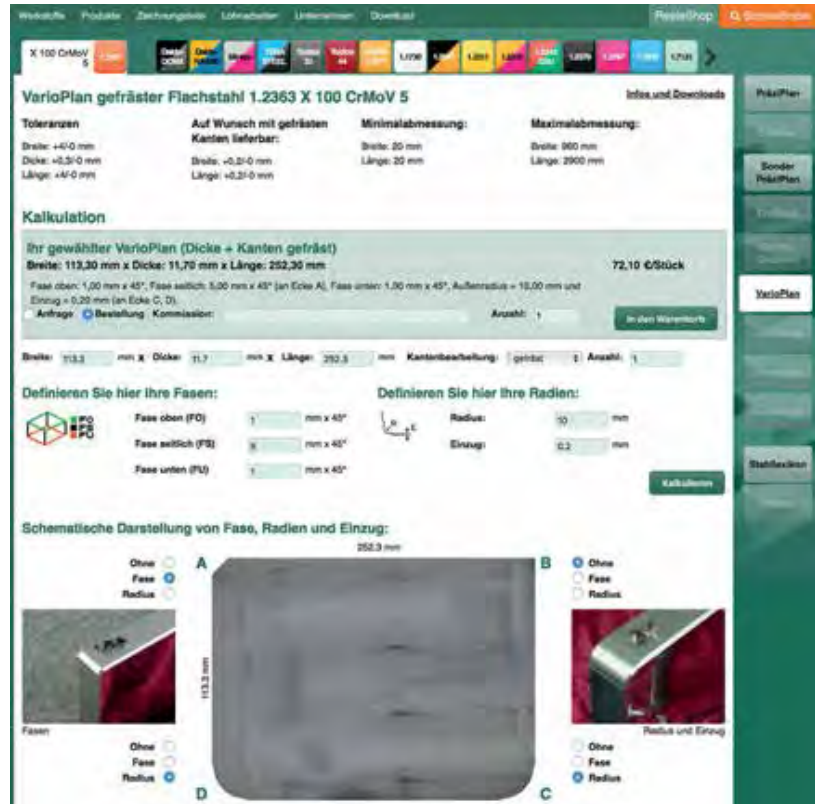 Werkstoffe Produkte Zeichnungsteile Lohnarbeiten Unternehmen Download
X 100 CrMoV 5
VarioPlan gefräster Flachstahl 1.2363 X 100 CrMoV 5
Infos und Downloads
Toleranzen
Breite: +4/-0 mm
Dicke: +0,3/-0 mm
Länge: +4/-0 mm
Auf Wunsch mit gefrästen Kanten lieferbar:
Breite: +0,2/-0 mm
Länge: +0,2/-0 mm
Minimalabmessung:
Breite: 20 mm
Länge: 20 mm
Maximalabmessung:
Breite: 960 mm
Länge: 2900 mm
PräziPlan
Sonder PräziPlan
VarioPlan
Stahllexikon
Kalkulation
Ihr gewählter VarioPlan (Dicke + Kanten gefräst)
Breite: 113,30 mm x Dicke: 11,70 mm x Länge: 252,30 mm
72,10 €/Stück
Fase oben: 1,00 mm x 45°, Fase seitlich: 5,00 mm x 45° (an Ecke A), Fase unten: 1,00 mm x 45°, Außenradius = 10,00 mm und
Einzug = 0,20 mm (an Ecke C, D).
Anfrage Bestellung Kommission: Anzahl: 1 In den Warenkorb
Breite: 113.3 mm x Dicke: 11.7 mm x Länge: 252.3 mm Kantenbearbeitung: gefräst Anzahl: 1
Definieren Sie hier Ihre Fasen:
Fase oben (FO) 1 mm x 45°
Fase seitlich (FS) 5 mm x 45°
Fase unten (FU) 1 mm x 45°
Definieren Sie hier Ihre Radien:
Radius: 10 mm
Einzug: 0.2 mm
Kalkulieren
Schematische Darstellung von Fase, Radien und Einzug:
252.3 mm
Ohne
Fase
Radius
A
B
Ohne
Fase
Radius
113.3 mm
Fasen
Radius und Einzug
Ohne
Fase
Radius
D
C
Ohne
Fase
Radius